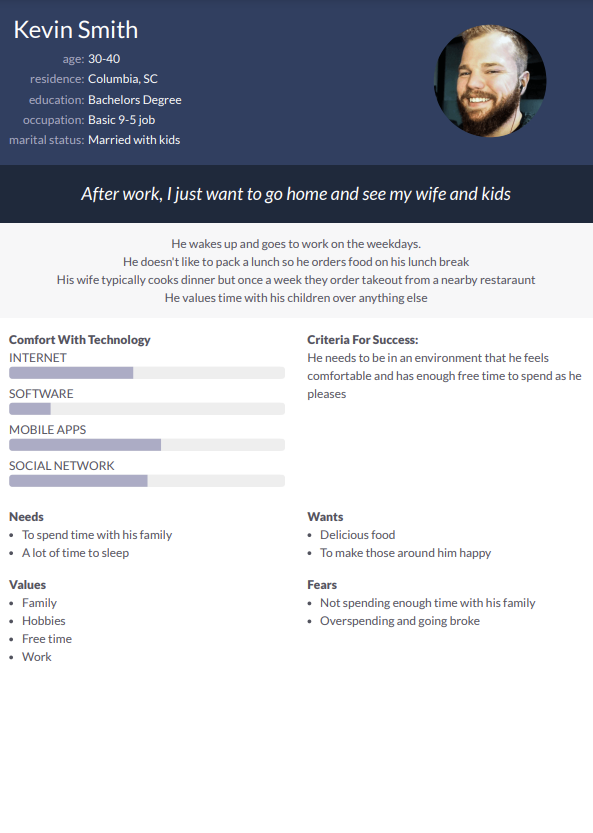 Kevin Smith
age: 30-40
residence: Columbia, SC
education: Bachelors Degree
occupation: Basic 9-5 job
marital status: Married with kids
After work, I just want to go home and see my wife and kids
He wakes up and goes to work on the weekdays.
He doesn't like to pack a lunch so he orders food on his lunch break
His wife typically cooks dinner but once a week they order takeout from a nearby restaraunt
He values time with his children over anything else
Comfort With Technology
INTERNET
SOFTWARE
MOBILE APPS
SOCIAL NETWORK
Criteria For Success:
He needs to be in an environment that he feels
comfortable and has enough free time to spend as he
pleases
Needs
• To spend time with his family
• A lot of time to sleep
Wants
• Delicious food
• To make those around him happy
Values
• Family
• Hobbies
• Free time
• Work
Fears
• Not spending enough time with his family
• Overspending and going broke